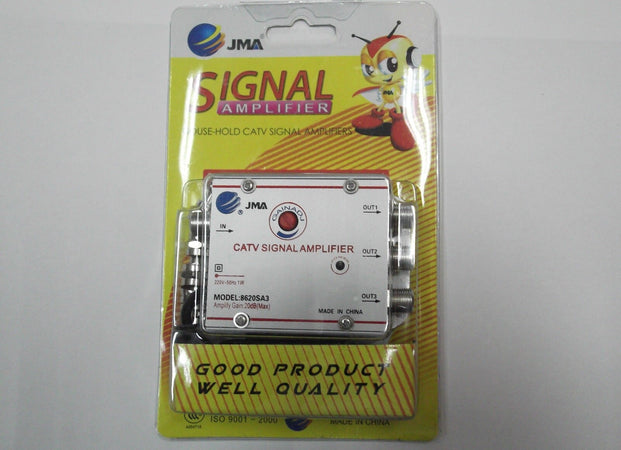 JMA®
SIGNAL
AMPLIFIER
OUSE-HOLD CATV SIGNAL AMPLIFIERS
JMA
JMA
®
GAINADJ
IN
OUT1
CATV SIGNAL AMPLIFIER
OUT2
220V~50Hz 1W
MODEL:8620SA3
Amplify Gain 20dB(Max)
OUT3
MADE IN CHINA
GOOD PRODUCT
WELL QUALITY
ISO 9001-2000
MADE IN CHINA